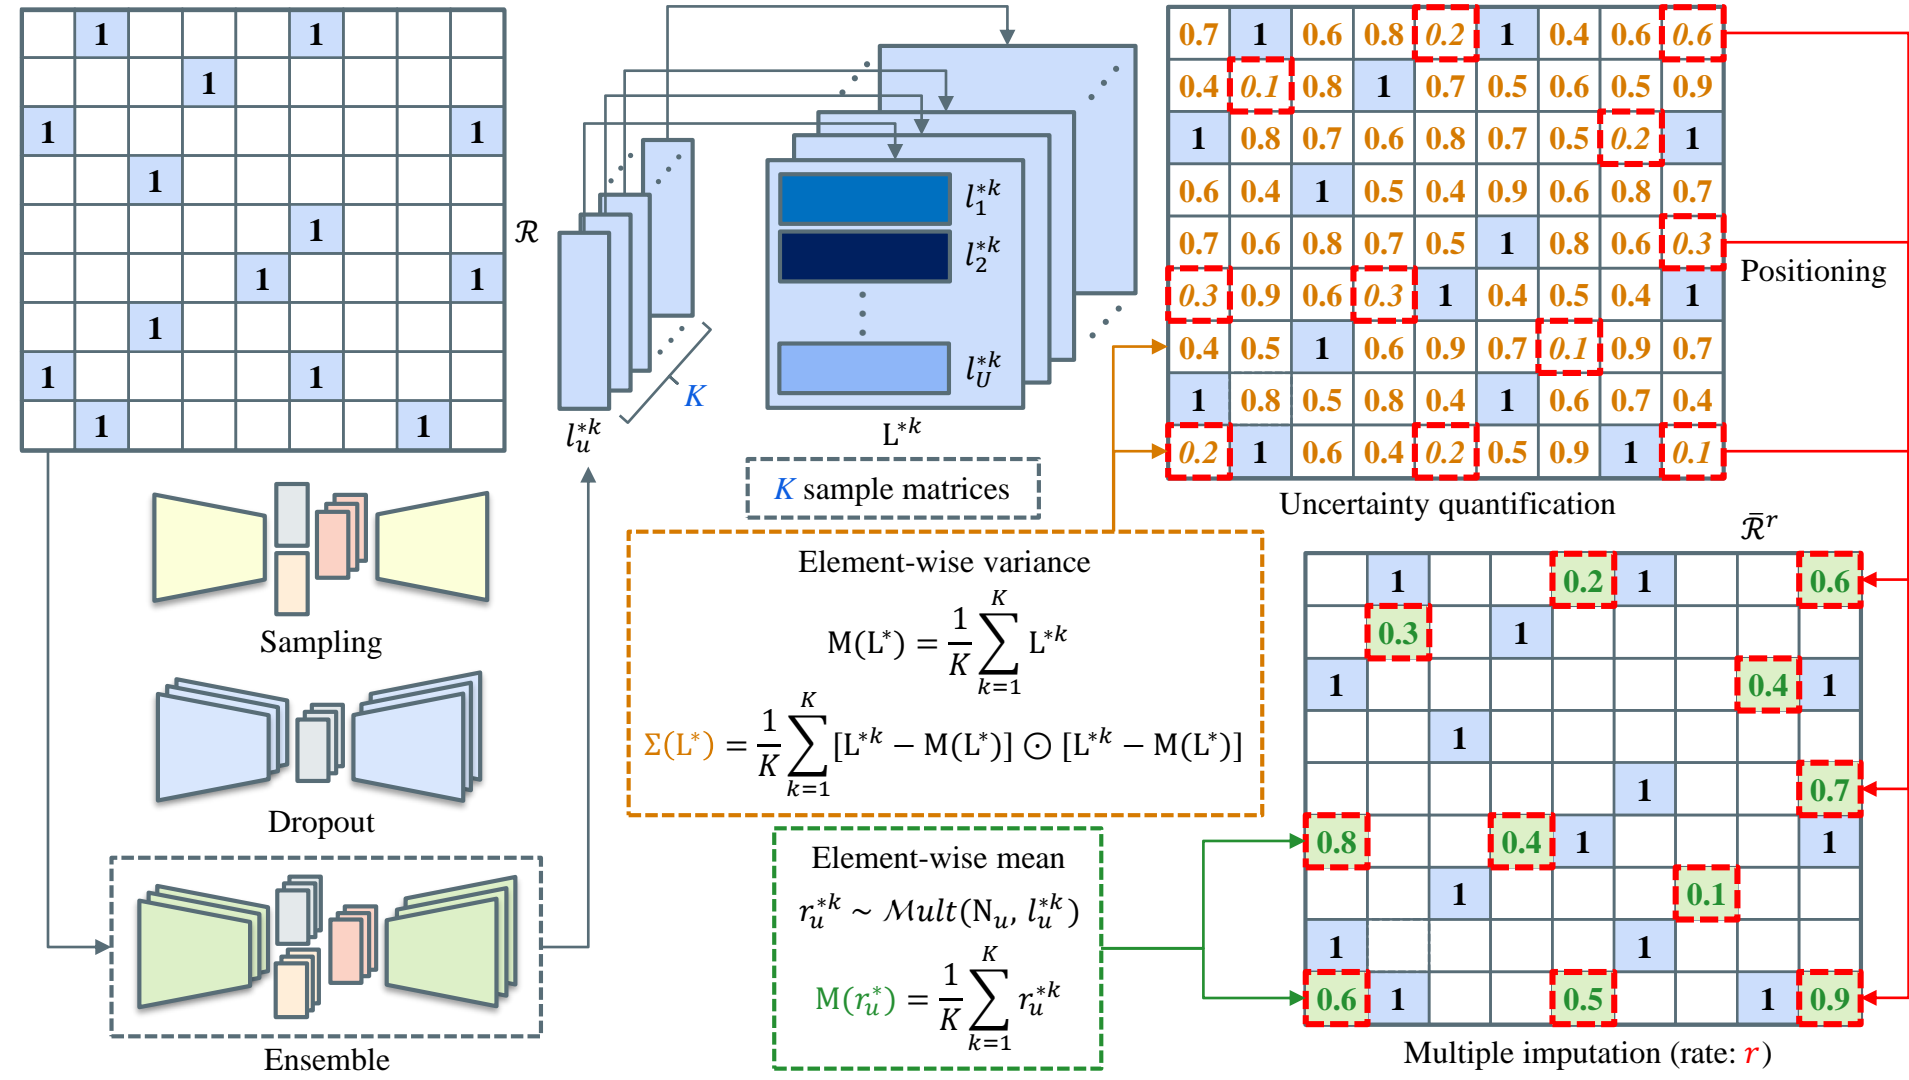 1 1
1
1 1
1
1
1 1
1
1 1
1 1
ℛ
Sampling
Dropout
Ensemble
l_u^{*k}
K
l_1^{*k}
l_2^{*k}
l_U^{*k}
L^{*k}
K sample matrices
0.7 1 0.6 0.8 0.2 1 0.4 0.6 0.6
0.4 0.1 0.8 1 0.7 0.5 0.6 0.5 0.9
1 0.8 0.7 0.6 0.8 0.7 0.5 0.2 1
0.6 0.4 1 0.5 0.4 0.9 0.6 0.8 0.7
0.7 0.6 0.8 0.7 0.5 1 0.8 0.6 0.3
0.3 0.9 0.6 0.3 1 0.4 0.5 0.4 1
0.4 0.5 1 0.6 0.9 0.7 0.1 0.9 0.7
1 0.8 0.5 0.8 0.4 1 0.6 0.7 0.4
0.2 1 0.6 0.4 0.2 0.5 0.9 1 0.1
Uncertainty quantification
Positioning
Element-wise variance
M(L^*) = \frac{1}{K} \sum_{k=1}^{K} L^{*k}
Σ(L^*) = \frac{1}{K} \sum_{k=1}^{K} [L^{*k} − M(L^*)] ⊙ [L^{*k} − M(L^*)]
Element-wise mean
r_u^{*k} ~ ℳult(N_u, l_u^{*k})
M(r_u^*) = \frac{1}{K} \sum_{k=1}^{K} r_u^{*k}
\bar{ℛ}^r
1 0.2 1 0.6
0.3 1
1 0.4 1
1
1 0.7
0.8 0.4 1 1
1 0.1
1 1
0.6 1 0.5 1 0.9
Multiple imputation (rate: r)